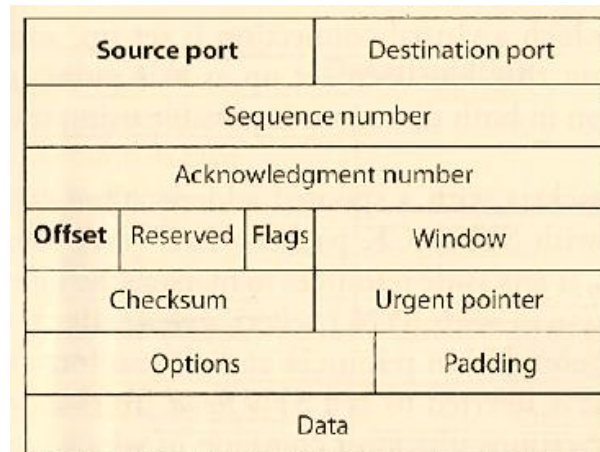 Source port Destination port
Sequence number
Acknowledgment number
Offset Reserved Flags Window
Checksum Urgent pointer
Options Padding
Data